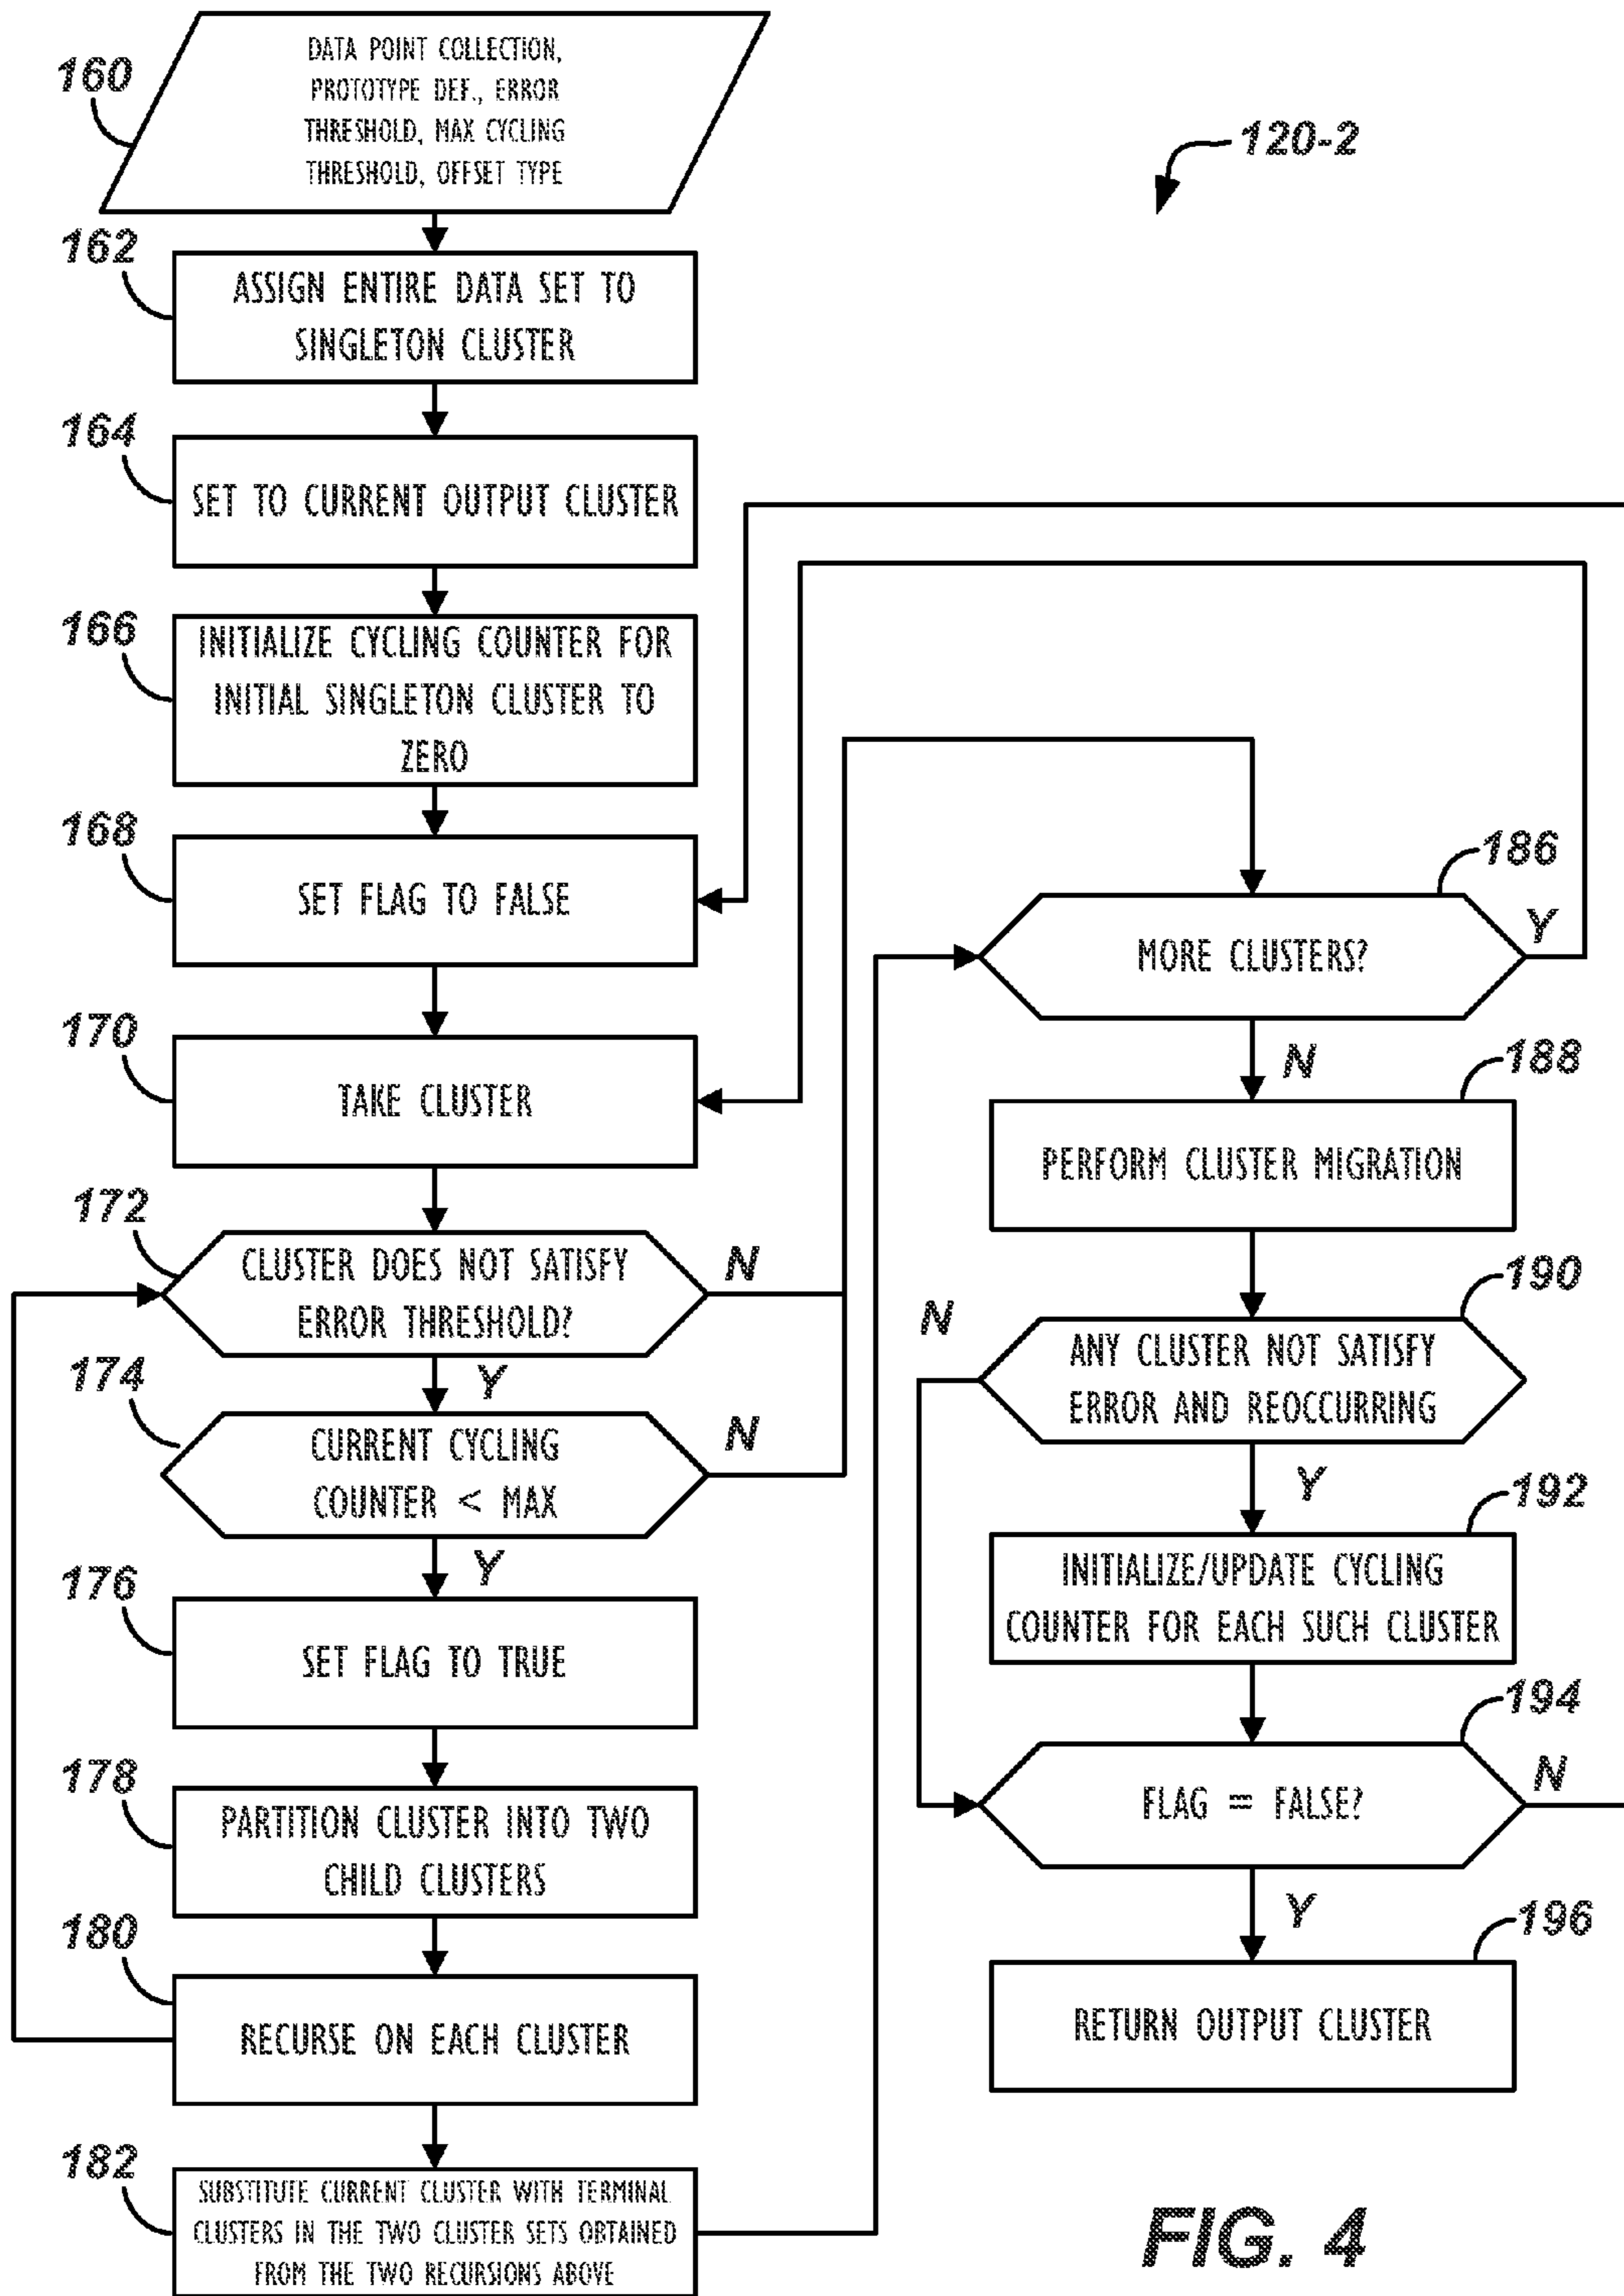 160
DATA POINT COLLECTION,
PROTOTYPE DEF., ERROR
THRESHOLD, MAX CYCLING
THRESHOLD, OFFSET TYPE
120-2
162
ASSIGN ENTIRE DATA SET TO
SINGLETON CLUSTER
164
SET TO CURRENT OUTPUT CLUSTER
166
INITIALIZE CYCLING COUNTER FOR
INITIAL SINGLETON CLUSTER TO
ZERO
168
SET FLAG TO FALSE
170
TAKE CLUSTER
172
CLUSTER DOES NOT SATISFY
ERROR THRESHOLD?
N
Y
174
CURRENT CYCLING
COUNTER < MAX
N
Y
176
SET FLAG TO TRUE
178
PARTITION CLUSTER INTO TWO
CHILD CLUSTERS
180
RECURSE ON EACH CLUSTER
182
SUBSTITUTE CURRENT CLUSTER WITH TERMINAL
CLUSTERS IN THE TWO CLUSTER SETS OBTAINED
FROM THE TWO RECURSIONS ABOVE
186
MORE CLUSTERS?
Y
N
188
PERFORM CLUSTER MIGRATION
190
N
ANY CLUSTER NOT SATISFY
ERROR AND REOCCURRING
Y
192
INITIALIZE/UPDATE CYCLING
COUNTER FOR EACH SUCH CLUSTER
194
FLAG = FALSE?
N
Y
196
RETURN OUTPUT CLUSTER
FIG. 4